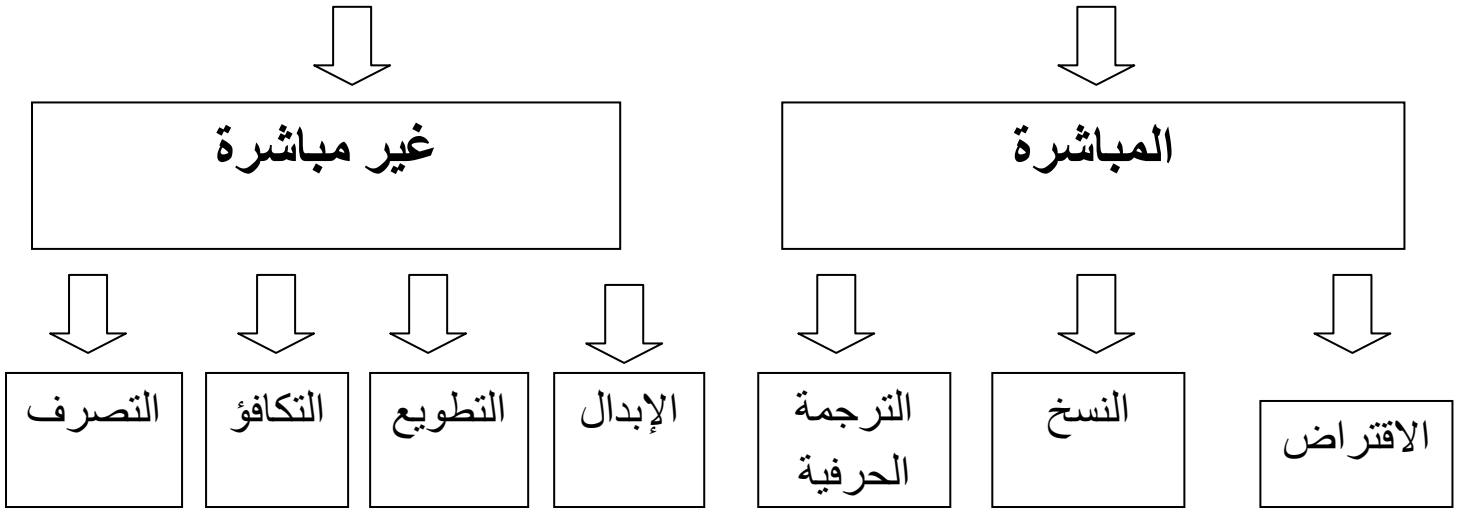 المباشرة
غير مباشرة
الاقتراض
النسخ
الترجمة
الحرفية
الإبدال
التطويع
التكافؤ
التصرف